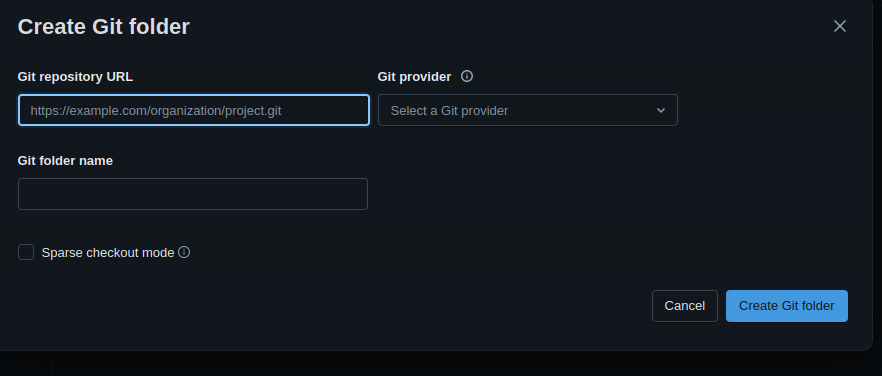 Create Git folder
Git repository URL
Git provider
https://example.com/organization/project.git
Select a Git provider
Git folder name
Sparse checkout mode
Cancel
Create Git folder